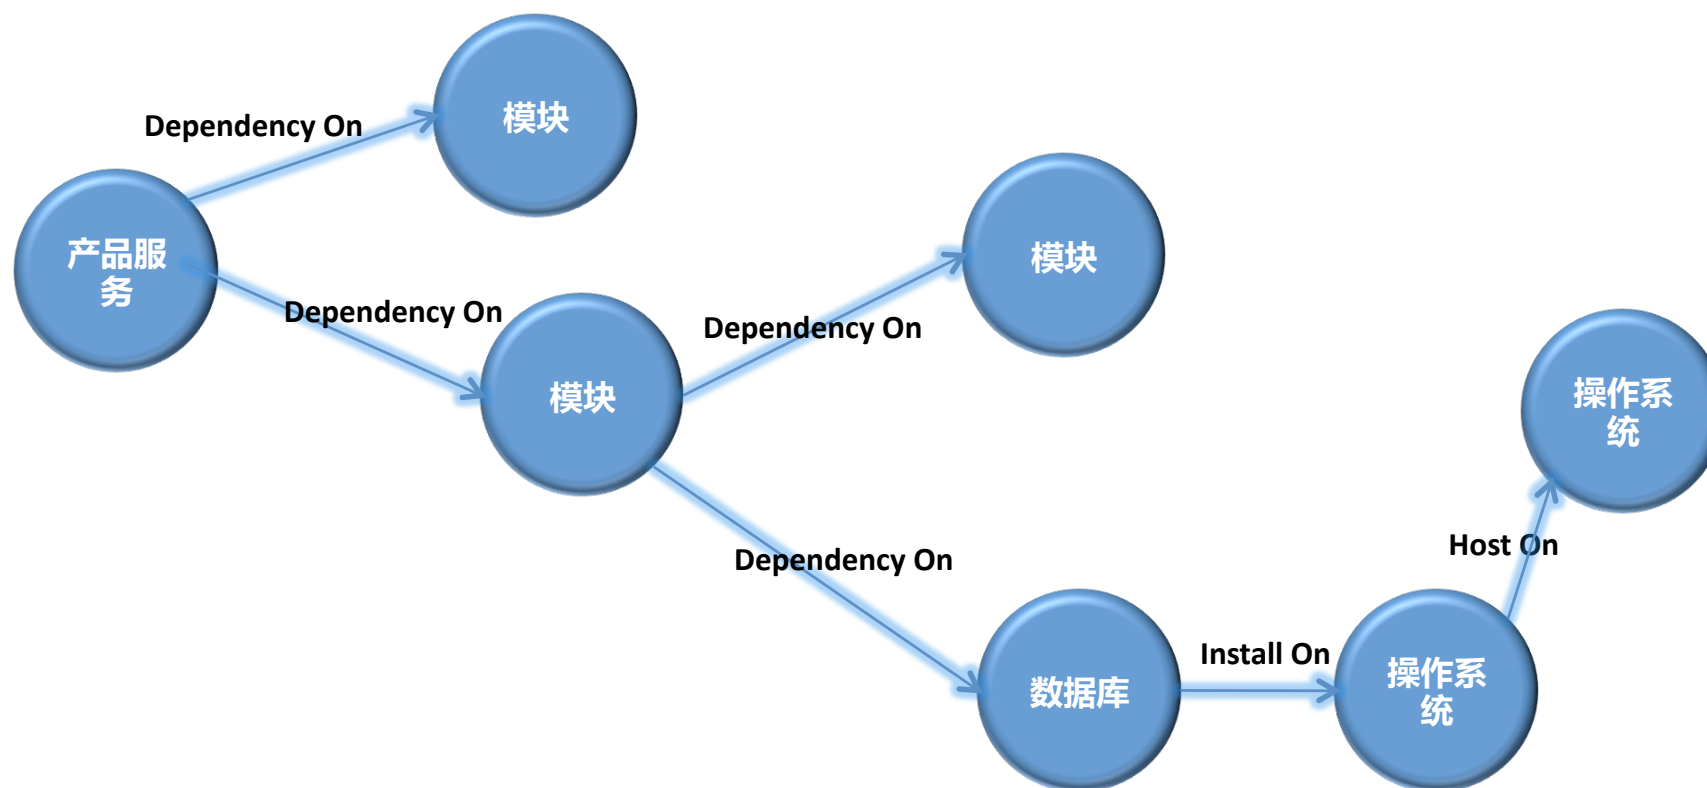 模块
Dependency On
产品服
务
模块
Dependency On
Dependency On
模块
操作系
统
Dependency On
Host On
Install On
数据库
操作系
统